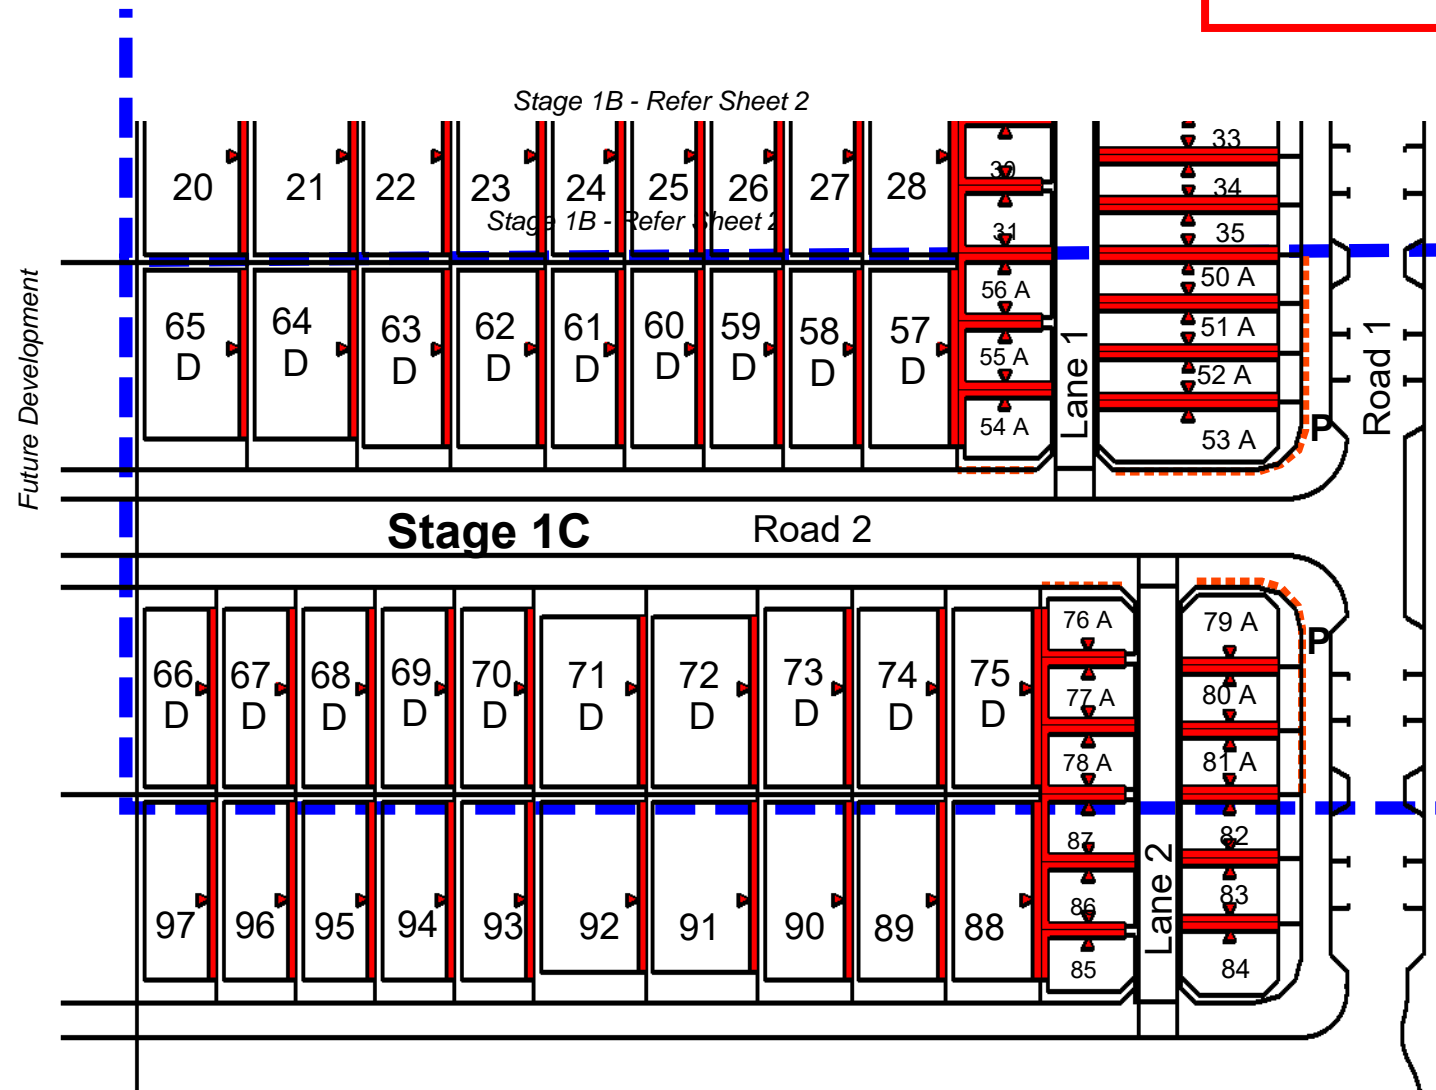 Stage 1B - Refer Sheet 2
33
20 21 22 23 24 25 26 27 28 30 34
Stage 1B - Refer Sheet 2 31 35
Future Development
56 A 50 A
65 D
64 D
63 D
62 D
61 D
60 D
59 D
58 D
57 D
55 A
54 A
Lane 1
51 A
52 A
53 A
P
Road 1
Stage 1C Road 2
66 D
67 D
68 D
69 D
70 D
71 D
72 D
73 D
74 D
75 D
76 A
77 A
78 A
79 A
80 A
81 A
P
87
86
85
Lane 2
82
83
84
97 96 95 94 93 92 91 90 89 88